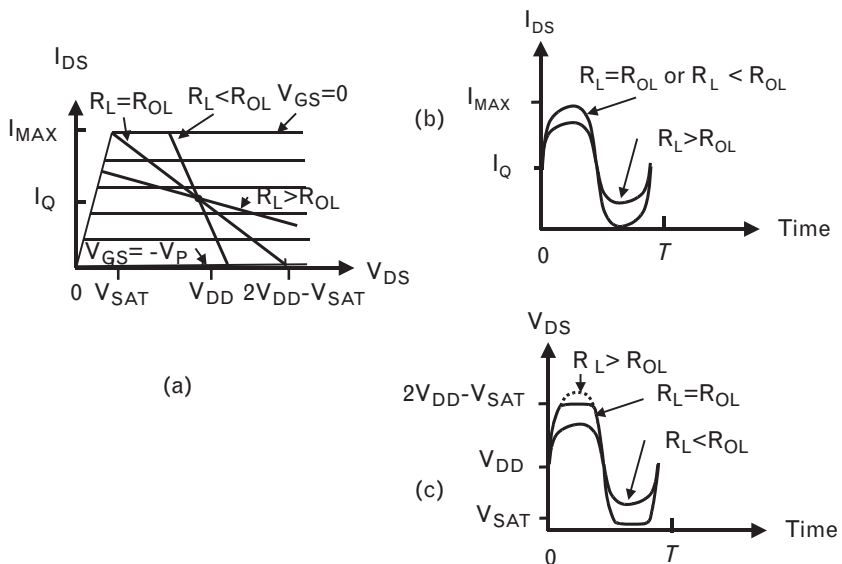 I_DS
R_L=R_OL
R_L<R_OL
V_GS=0
I_MAX
I_Q
R_L>R_OL
V_GS= -V_P
V_DS
0
V_SAT
V_DD
2V_DD-V_SAT
(a)
I_DS
R_L=R_OL or R_L < R_OL
I_MAX
(b)
R_L>R_OL
I_Q
Time
0
T
V_DS
R_L> R_OL
2V_DD-V_SAT
R_L=R_OL
R_L<R_OL
V_DD
(c)
V_SAT
Time
0
T